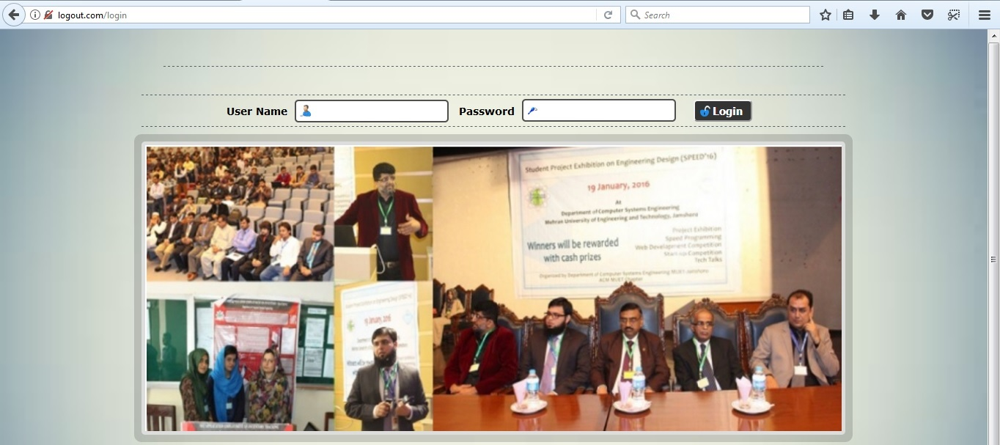 logout.com/login
Search
User Name
Password
Login
Student Project Exhibition on Engineering Design (SPEED'16)
19 January, 2016
At
Department of Computer Systems Engineering
Mehran University of Engineering and Technology, Jamshoro
Project Exhibition
Speed Programming
Web Development Competition
Start-up Competition
Tech Talks
Winners will be rewarded
with cash prizes
Organized by Department of Computer Systems Engineering MUET
ACM MUET Chapter
19 January, 2016